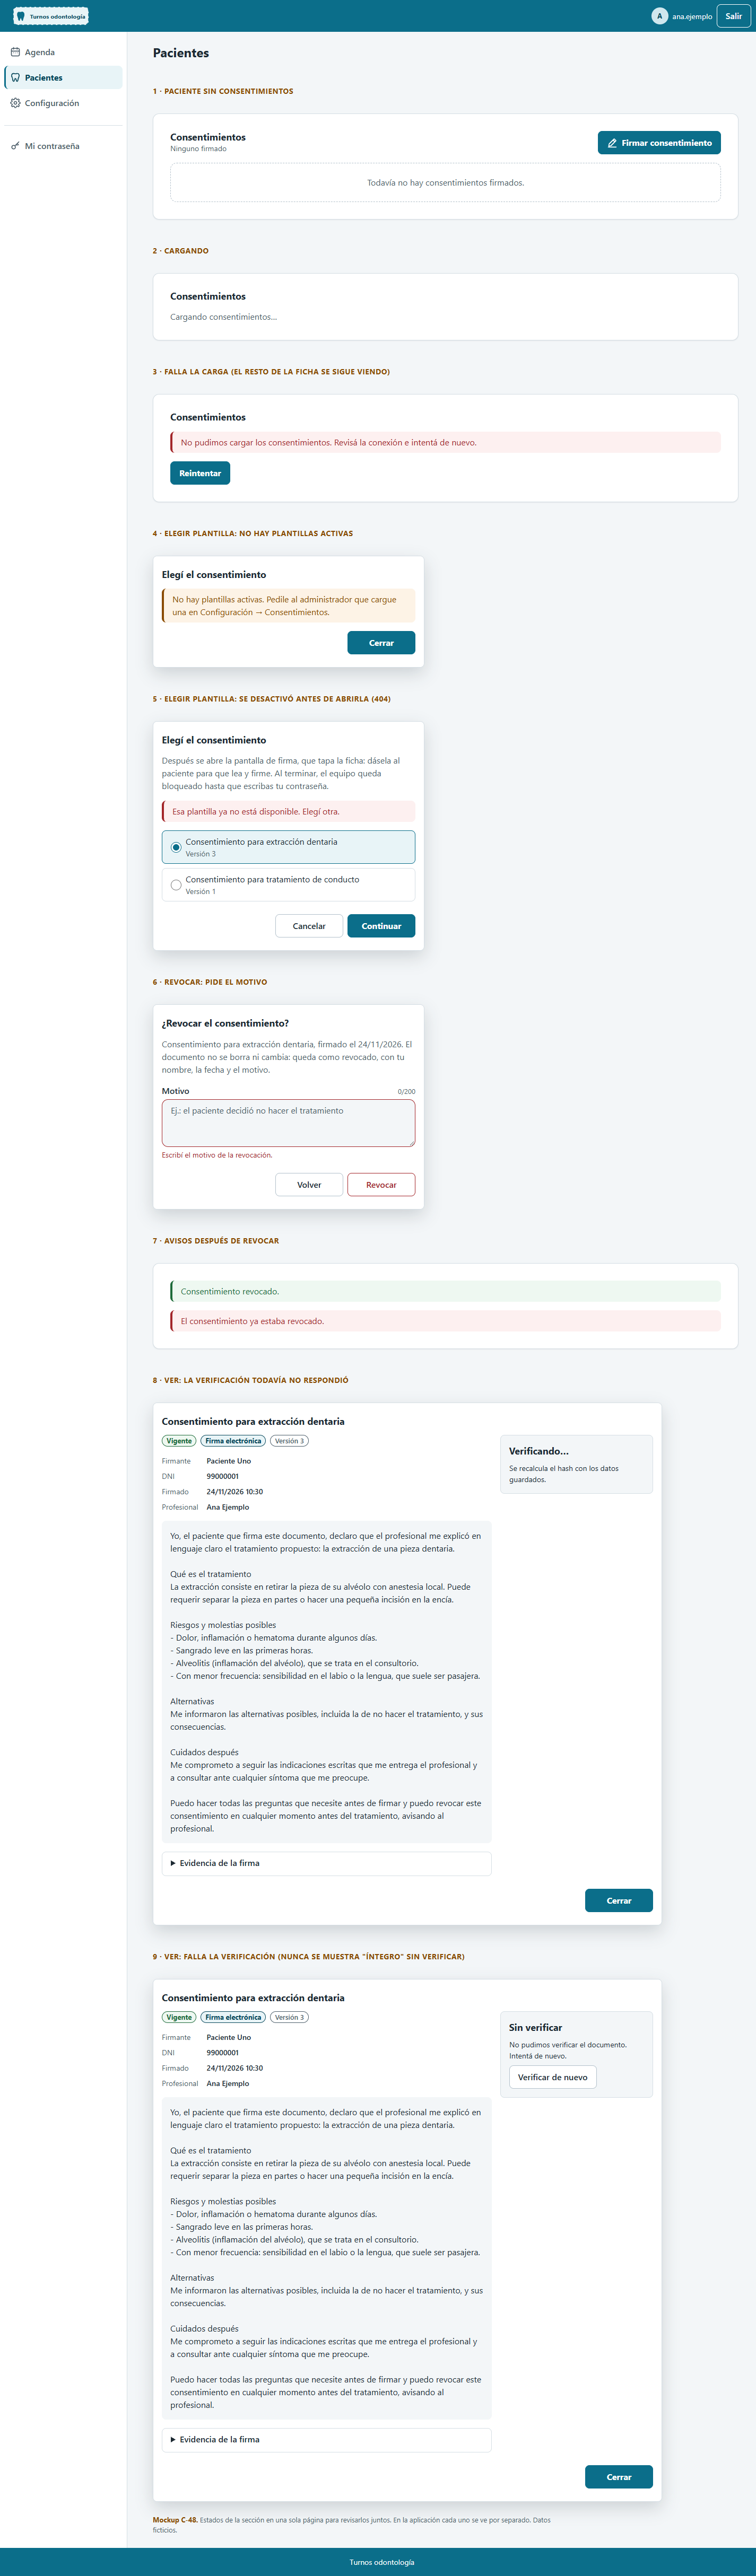 Turnos odontología
A
ana.ejemplo
Salir
Agenda
Pacientes
Configuración
Mi contraseña
Pacientes
1 · PACIENTE SIN CONSENTIMIENTOS
Consentimientos
Ninguno firmado
Firmar consentimiento
Todavía no hay consentimientos firmados.
2 · CARGANDO
Consentimientos
Cargando consentimientos...
3 · FALLA LA CARGA (EL RESTO DE LA FICHA SE SIGUE VIENDO)
Consentimientos
No pudimos cargar los consentimientos. Revisá la conexión e intentá de nuevo.
Reintentar
4 · ELEGIR PLANTILLA: NO HAY PLANTILLAS ACTIVAS
Elegí el consentimiento
No hay plantillas activas. Pedile al administrador que cargue
una en Configuración → Consentimientos.
Cerrar
5 · ELEGIR PLANTILLA: SE DESACTIVÓ ANTES DE ABRIRLA (404)
Elegí el consentimiento
Después se abre la pantalla de firma, que tapa la ficha: dásela al
paciente para que lea y firme. Al terminar, el equipo queda
bloqueado hasta que escribas tu contraseña.
Esa plantilla ya no está disponible. Elegí otra.
Consentimiento para extracción dentaria
Versión 3
Consentimiento para tratamiento de conducto
Versión 1
Cancelar
Continuar
6 · REVOCAR: PIDE EL MOTIVO
¿Revocar el consentimiento?
Consentimiento para extracción dentaria, firmado el 24/11/2026. El
documento no se borra ni cambia: queda como revocado, con tu
nombre, la fecha y el motivo.
Motivo
0/200
Ej.: el paciente decidió no hacer el tratamiento
Escribí el motivo de la revocación.
Volver
Revocar
7 · AVISOS DESPUÉS DE REVOCAR
Consentimiento revocado.
El consentimiento ya estaba revocado.
8 · VER: LA VERIFICACIÓN TODAVÍA NO RESPONDIÓ
Consentimiento para extracción dentaria
Vigente
Firma electrónica
Versión 3
Firmante Paciente Uno
DNI 99000001
Firmado 24/11/2026 10:30
Profesional Ana Ejemplo
Verificando...
Se recalcula el hash con los datos
guardados.
Yo, el paciente que firma este documento, declaro que el profesional me explicó en
lenguaje claro el tratamiento propuesto: la extracción de una pieza dentaria.
Qué es el tratamiento
La extracción consiste en retirar la pieza de su alvéolo con anestesia local. Puede
requerir separar la pieza en partes o hacer una pequeña incisión en la encía.
Riesgos y molestias posibles
- Dolor, inflamación o hematoma durante algunos días.
- Sangrado leve en las primeras horas.
- Alveolitis (inflamación del alvéolo), que se trata en el consultorio.
- Con menor frecuencia: sensibilidad en el labio o la lengua, que suele ser pasajera.
Alternativas
Me informaron las alternativas posibles, incluida la de no hacer el tratamiento, y sus
consecuencias.
Cuidados después
Me comprometo a seguir las indicaciones escritas que me entrega el profesional y
a consultar ante cualquier síntoma que me preocupe.
Puedo hacer todas las preguntas que necesite antes de firmar y puedo revocar este
consentimiento en cualquier momento antes del tratamiento, avisando al
profesional.
Evidencia de la firma
Cerrar
9 · VER: FALLA LA VERIFICACIÓN (NUNCA SE MUESTRA "ÍNTEGRO" SIN VERIFICAR)
Consentimiento para extracción dentaria
Vigente
Firma electrónica
Versión 3
Firmante Paciente Uno
DNI 99000001
Firmado 24/11/2026 10:30
Profesional Ana Ejemplo
Sin verificar
No pudimos verificar el documento.
Intentá de nuevo.
Verificar de nuevo
Yo, el paciente que firma este documento, declaro que el profesional me explicó en
lenguaje claro el tratamiento propuesto: la extracción de una pieza dentaria.
Qué es el tratamiento
La extracción consiste en retirar la pieza de su alvéolo con anestesia local. Puede
requerir separar la pieza en partes o hacer una pequeña incisión en la encía.
Riesgos y molestias posibles
- Dolor, inflamación o hematoma durante algunos días.
- Sangrado leve en las primeras horas.
- Alveolitis (inflamación del alvéolo), que se trata en el consultorio.
- Con menor frecuencia: sensibilidad en el labio o la lengua, que suele ser pasajera.
Alternativas
Me informaron las alternativas posibles, incluida la de no hacer el tratamiento, y sus
consecuencias.
Cuidados después
Me comprometo a seguir las indicaciones escritas que me entrega el profesional y
a consultar ante cualquier síntoma que me preocupe.
Puedo hacer todas las preguntas que necesite antes de firmar y puedo revocar este
consentimiento en cualquier momento antes del tratamiento, avisando al
profesional.
Evidencia de la firma
Cerrar
Mockup C-48. Estados de la sección en una sola página para revisarlos juntos. En la aplicación cada uno se ve por separado. Datos
ficticios.
Turnos odontología